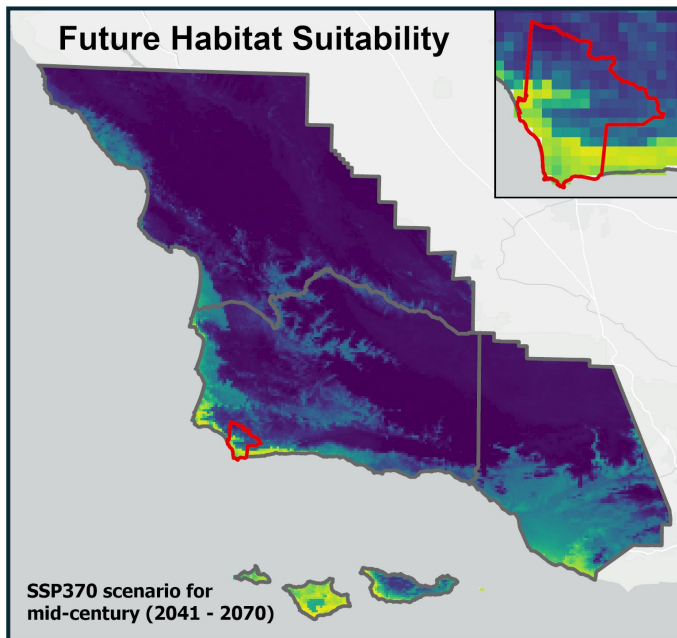 Future Habitat Suitability
SSP370 scenario for
mid-century (2041 - 2070)